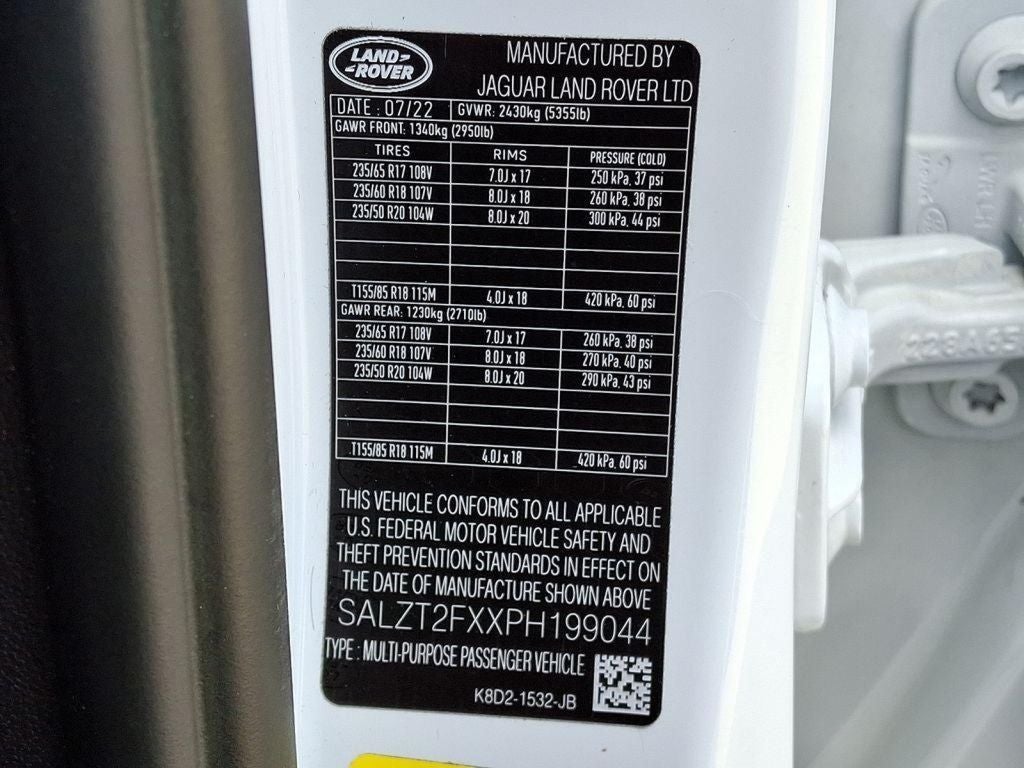 LAND ROVER
MANUFACTURED BY
JAGUAR LAND ROVER LTD
DATE : 07/22 GVWR: 2430kg (5355lb)
GAWR FRONT: 1340kg (2950lb)
TIRES RIMS PRESSURE (COLD)
235/65 R17 108V 7.0J x 17 250 kPa, 37 psi
235/60 R18 107V 8.0J x 18 260 kPa, 38 psi
235/50 R20 104W 8.0J x 20 300 kPa, 44 psi
T155/85 R18 115M 4.0J x 18 420 kPa, 60 psi
GAWR REAR: 1230kg (2710lb)
235/65 R17 108V 7.0J x 17 260 kPa, 38 psi
235/60 R18 107V 8.0J x 18 270 kPa, 40 psi
235/50 R20 104W 8.0J x 20 290 kPa, 43 psi
T155/85 R18 115M 4.0J x 18 420 kPa, 60 psi
THIS VEHICLE CONFORMS TO ALL APPLICABLE
U.S. FEDERAL MOTOR VEHICLE SAFETY AND
THEFT PREVENTION STANDARDS IN EFFECT ON
THE DATE OF MANUFACTURE SHOWN ABOVE
SALZT2FXXPH199044
TYPE : MULTI-PURPOSE PASSENGER VEHICLE
K8D2-1532-JB